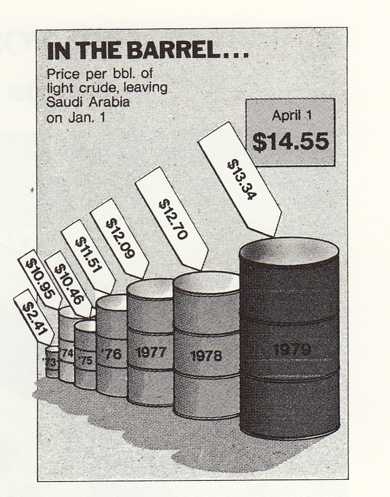 IN THE BARREL...
Price per bbl. of
light crude, leaving
Saudi Arabia
on Jan. 1
April 1
$14.55
$13.34
$12.70
$12.09
$11.51
$10.46
$10.95
$2.41
'73
'74
'75
'76
1977
1978
1979